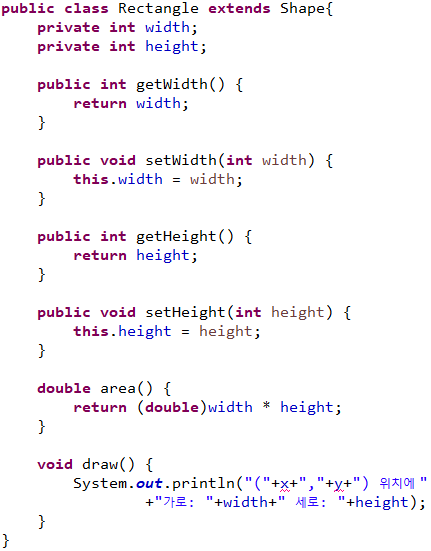 public class Rectangle extends Shape{
private int width;
private int height;
public int getWidth() {
return width;
}
public void setWidth(int width) {
this.width = width;
}
public int getHeight() {
return height;
}
public void setHeight(int height) {
this.height = height;
}
double area() {
return (double)width * height;
}
void draw() {
System.out.println("("+x+","+y+") 위치에 "
+"가로: "+width+" 세로: "+height);
}
}